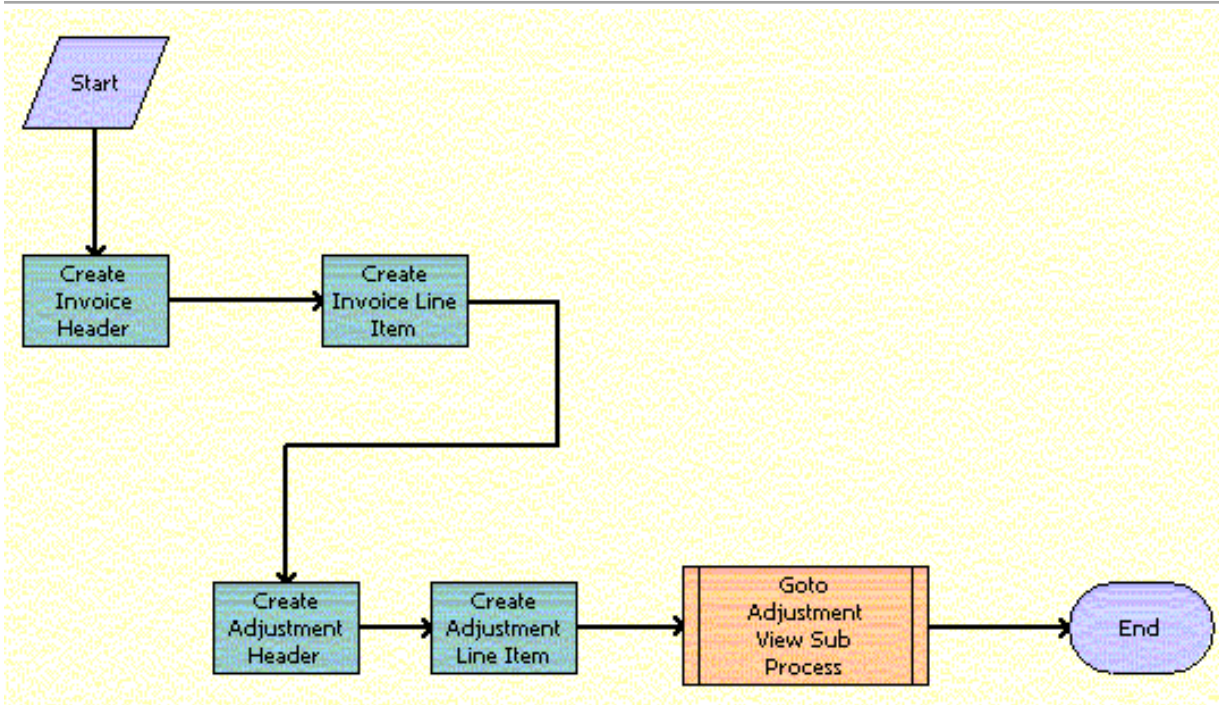 Start
Create
Invoice
Header
Create
Invoice Line
Item
Create
Adjustment
Header
Create
Adjustment
Line Item
Goto
Adjustment
View Sub
Process
End